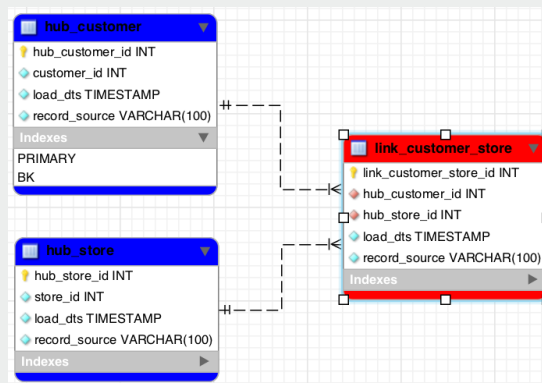 hub_customer
hub_customer_id INT
customer_id INT
load_dts TIMESTAMP
record_source VARCHAR(100)
Indexes
PRIMARY
BK
link_customer_store
link_customer_store_id INT
hub_customer_id INT
hub_store_id INT
load_dts TIMESTAMP
record_source VARCHAR(100)
Indexes
hub_store
hub_store_id INT
store_id INT
load_dts TIMESTAMP
record_source VARCHAR(100)
Indexes